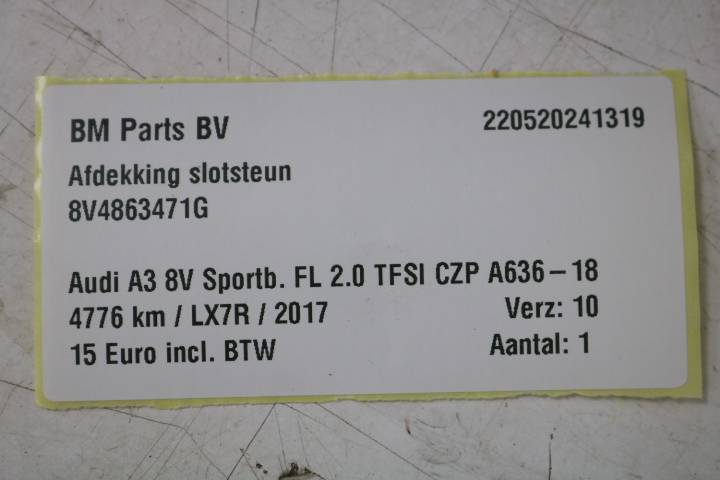 BM Parts BV 220520241319
Afdekking slotsteun
8V4863471G
Audi A3 8V Sportb. FL 2.0 TFSI CZP A636-18
4776 km / LX7R / 2017 Verz: 10
15 Euro incl. BTW Aantal: 1